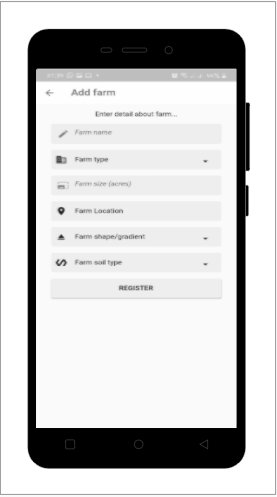 Add farm
Enter detail about farm...
Farm name
Farm type
Farm size (acres)
Farm Location
Farm shape/gradient
Farm soil type
REGISTER